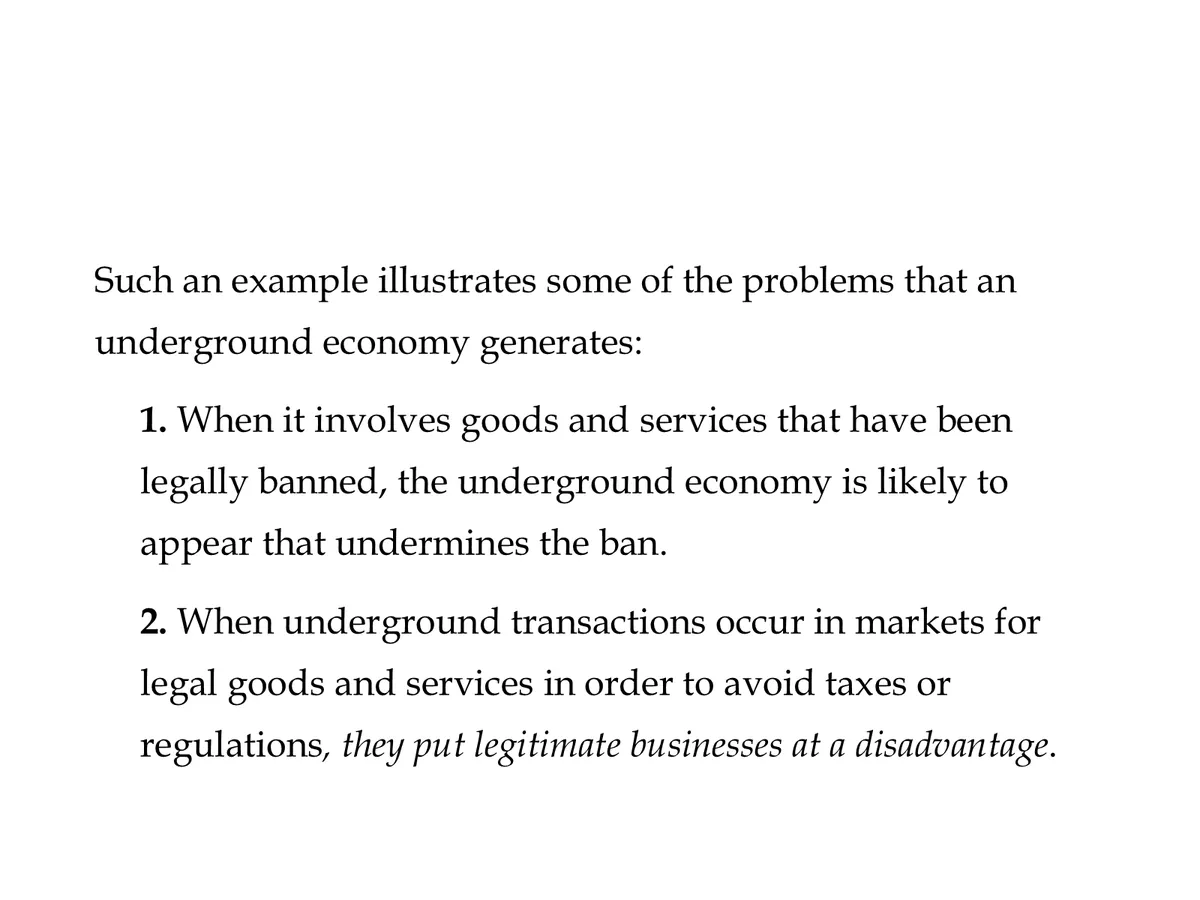 Such an example illustrates some of the problems that an
underground economy generates:
1. When it involves goods and services that have been
legally banned, the underground economy is likely to
appear that undermines the ban.
2. When underground transactions occur in markets for
legal goods and services in order to avoid taxes or
regulations, they put legitimate businesses at a disadvantage.